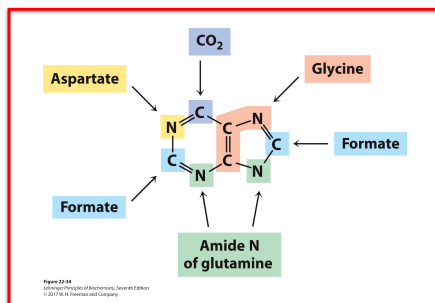 CO2
Aspartate
Glycine
C
N
N
C
C
Formate
C
C
N
N
Formate
Amide N
of glutamine
Figure 22-34
Lehninger Principles of Biochemistry, Seventh Edition
© 2017 W. H. Freeman and Company